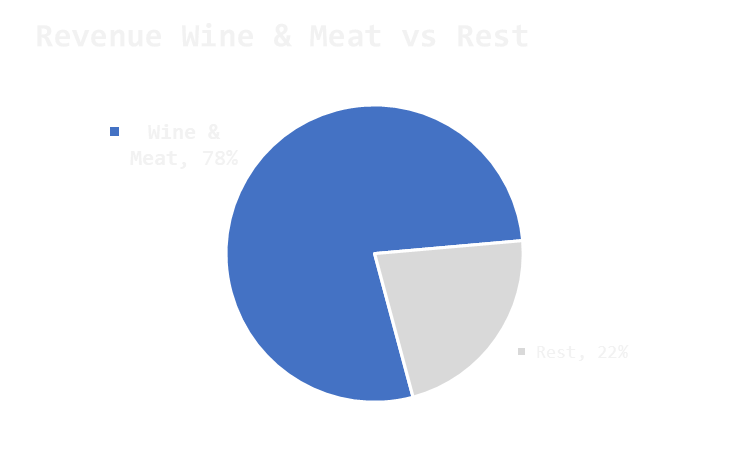 Revenue Wine & Meat vs Rest
Wine &
Meat, 78%
Rest, 22%